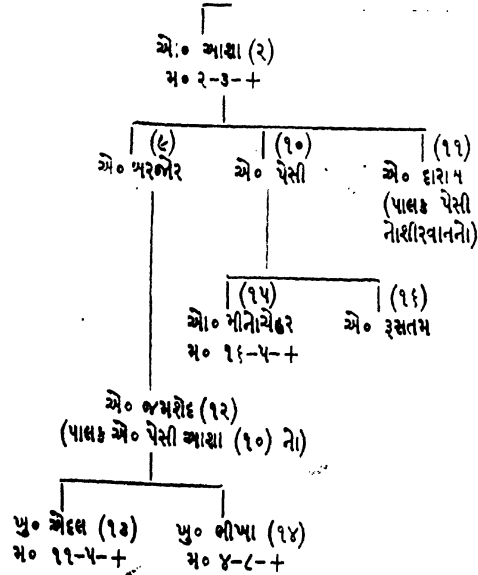 એ૦ આશા (૨)
મ૦ ૨-૩-+
(૯)
એ૦ બરજોર
(૧૦)
એ૦ પેસી
(૧૧)
એ૦ દારાબ
(પાલક પેસી
નોશીરવાનનો)
(૧૫)
એ૦ મીનોચેહર
મ૦ ૧૬-૫-+
(૧૬)
એ૦ રૂસતમ
એ૦ જમશેદ (૧૨)
(પાલક એ૦ પેસી આશા (૧૦) નો)
ખુ૦ એદલ (૧૩)
મ૦ ૧૧-૫-+
ખુ૦ ભીખા (૧૪)
મ૦ ૪-૮-+